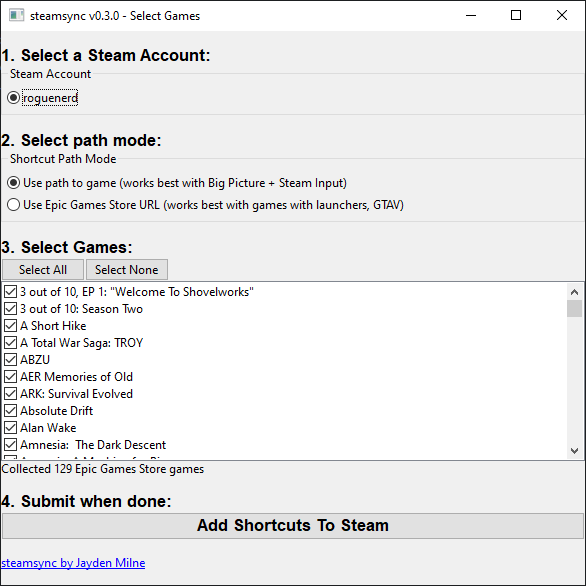 steamsync v0.3.0 - Select Games
1. Select a Steam Account:
Steam Account
roguenerd
2. Select path mode:
Shortcut Path Mode
Use path to game (works best with Big Picture + Steam Input)
Use Epic Games Store URL (works best with games with launchers, GTAV)
3. Select Games:
Select All Select None
3 out of 10, EP 1: "Welcome To Shovelworks"
3 out of 10: Season Two
A Short Hike
A Total War Saga: TROY
ABZU
AER Memories of Old
ARK: Survival Evolved
Absolute Drift
Alan Wake
Amnesia:  The Dark Descent
Collected 129 Epic Games Store games
4. Submit when done:
Add Shortcuts To Steam
steamsync by Jayden Milne